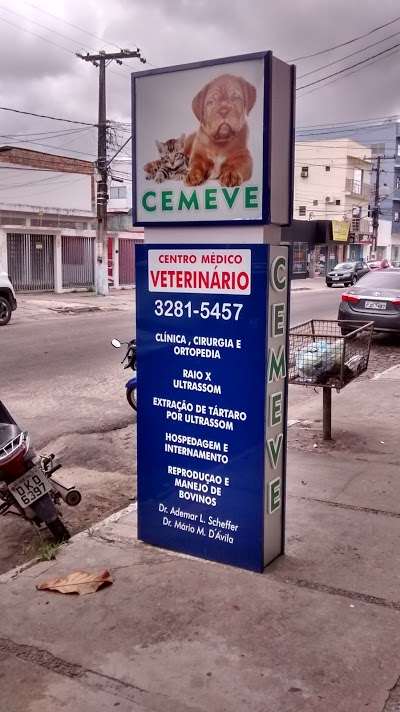 CEMEVE
CENTRO MÉDICO
VETERINÁRIO
3281-5457
CLÍNICA , CIRURGIA E
ORTOPEDIA
RAIO X
ULTRASSOM
EXTRAÇÃO DE TÁRTARO
POR ULTRASSOM
HOSPEDAGEM E
INTERNAMENTO
REPRODUÇAO E
MANEJO DE
BOVINOS
Dr. Ademar L. Scheffer
Dr. Mário M. D'Ávila
CEMEVE